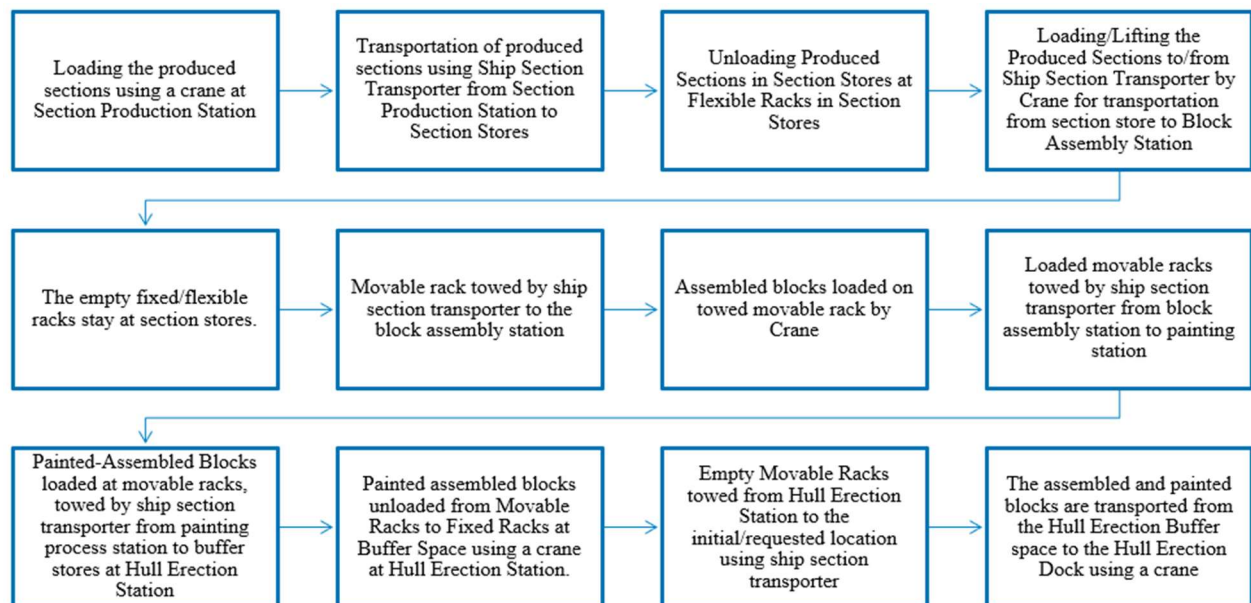 Loading the produced
sections using a crane at
Section Production Station
Transportation of produced
sections using Ship Section
Transporter from Section
Production Station to
Section Stores
Unloading Produced
Sections in Section Stores at
Flexible Racks in Section
Stores
Loading/Lifting the
Produced Sections to/from
Ship Section Transporter by
Crane for transportation
from section store to Block
Assembly Station
The empty fixed/flexible
racks stay at section stores.
Movable rack towed by ship
section transporter to the
block assembly station
Assembled blocks loaded on
towed movable rack by
Crane
Loaded movable racks
towed by ship section
transporter from block
assembly station to painting
station
Painted-Assembled Blocks
loaded at movable racks,
towed by ship section
transporter from painting
process station to buffer
stores at Hull Erection
Station
Painted assembled blocks
unloaded from Movable
Racks to Fixed Racks at
Buffer Space using a crane
at Hull Erection Station.
Empty Movable Racks
towed from Hull Erection
Station to the
initial/requested location
using ship section
transporter
The assembled and painted
blocks are transported from
the Hull Erection Buffer
space to the Hull Erection
Dock using a crane